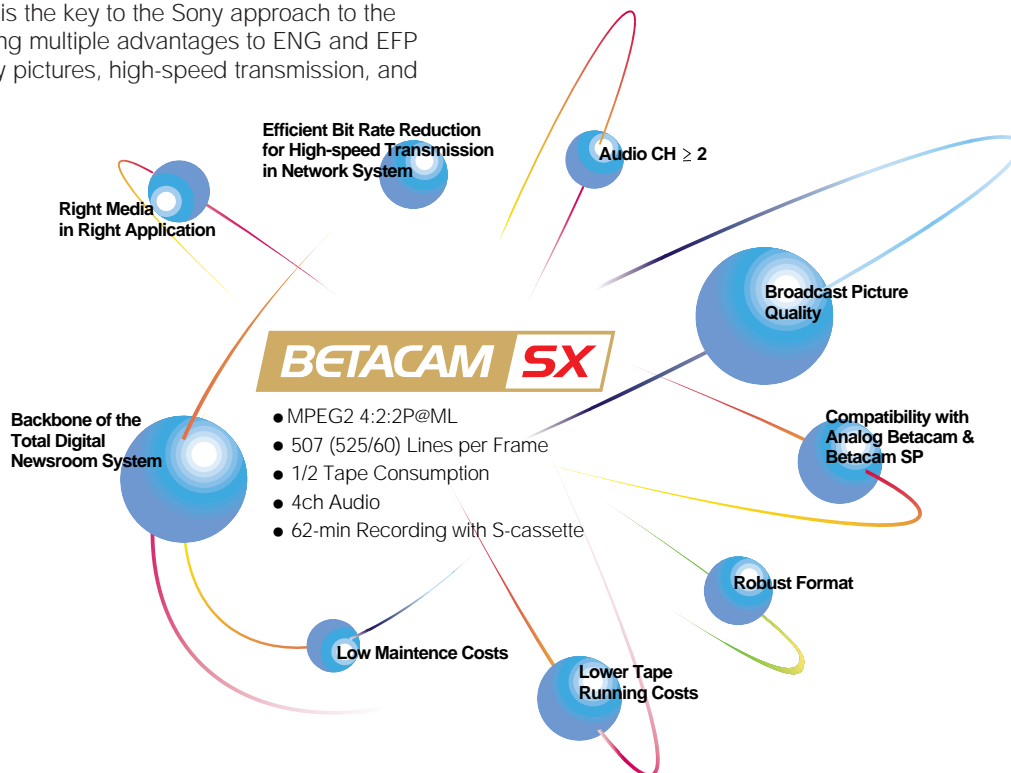 is the key to the Sony approach to the
ng multiple advantages to ENG and EFP
y pictures, high-speed transmission, and
Efficient Bit Rate Reduction
for High-speed Transmission
in Network System
Audio CH ≥ 2
Right Media
in Right Application
Broadcast Picture
Quality
BETACAM SX
Backbone of the
Total Digital
Newsroom System
● MPEG2 4:2:2P@ML
● 507 (525/60) Lines per Frame
● 1/2 Tape Consumption
● 4ch Audio
● 62-min Recording with S-cassette
Compatibility with
Analog Betacam &
Betacam SP
Robust Format
Low Maintence Costs
Lower Tape
Running Costs